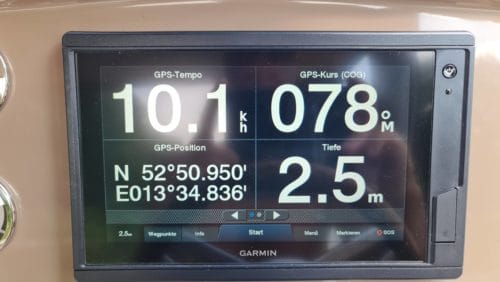 GPS-Tempo
10.1 kh
GPS-Kurs (COG)
078°M
GPS-Position
N 52°50.950'
E013°34.836'
Tiefe
2.5 m
2.5m Wegpunkte Info Start Menü Markieren SOS
GARMIN